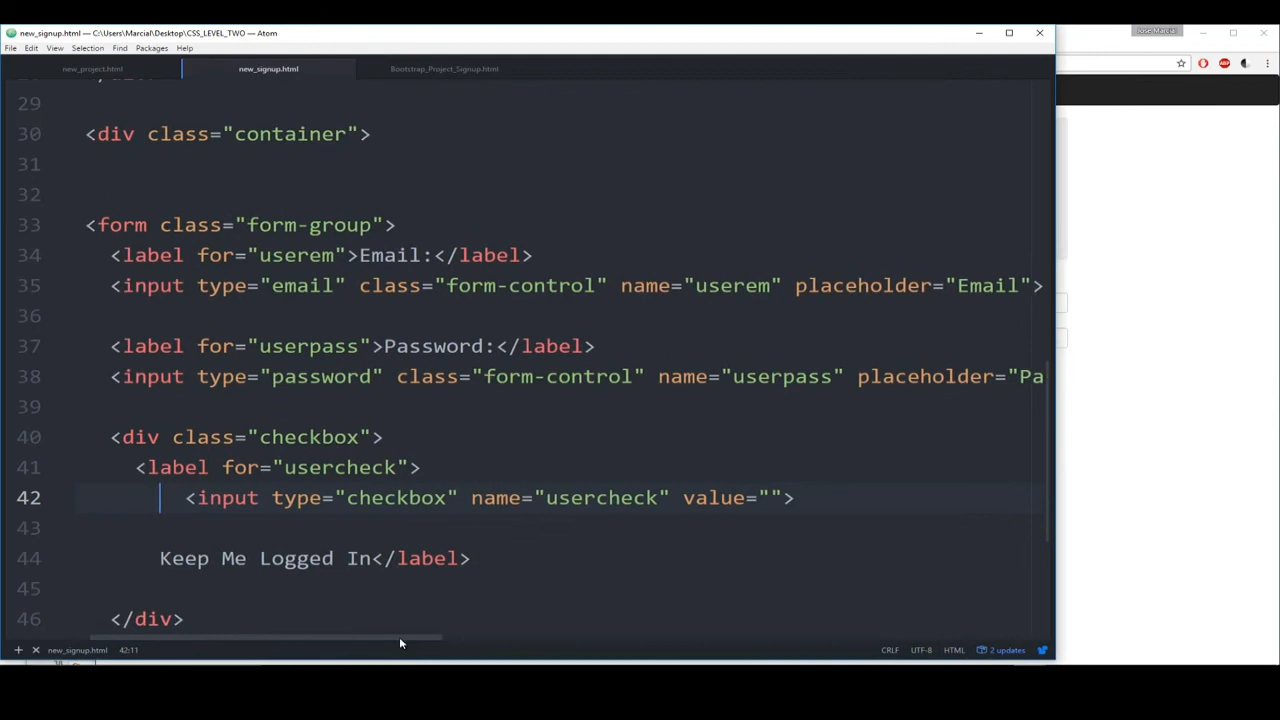 new_signup.html — C:\Users\Marcial\Desktop\CSS_LEVEL_TWO — Atom
Jose Marcial
File Edit View Selection Find Packages Help
new_project.html new_signup.html Bootstrap_Project_Signup.html
29
30 <div class="container">
31
32
33 <form class="form-group">
34 <label for="userem">Email:</label>
35 <input type="email" class="form-control" name="userem" placeholder="Email">
36
37 <label for="userpass">Password:</label>
38 <input type="password" class="form-control" name="userpass" placeholder="Pa
39
40 <div class="checkbox">
41 <label for="usercheck">
42 <input type="checkbox" name="usercheck" value="">
43
44 Keep Me Logged In</label>
45
46 </div>
+ × new_signup.html 42:11 CRLF UTF-8 HTML 2 updates